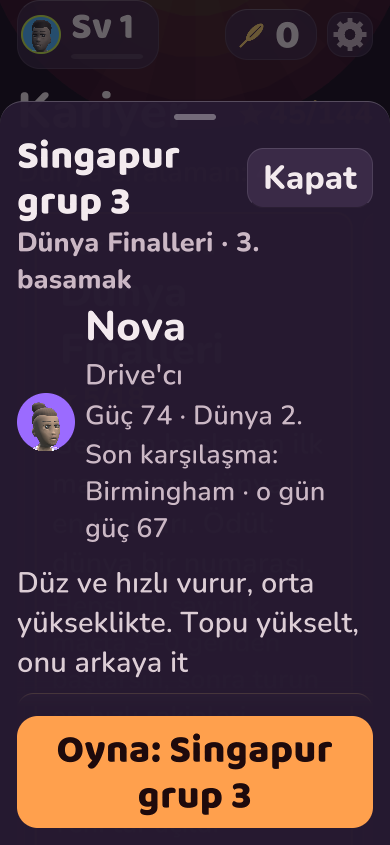 Sv 1
0
Kariyer
Singapur
grup 3
Kapat
Dünya Finalleri · 3.
basamak
Nova
Drive'cı
Güç 74 · Dünya 2.
Son karşılaşma:
Birmingham · o gün
güç 67
Düz ve hızlı vurur, orta
yükseklikte. Topu yükselt,
onu arkaya it
Oyna: Singapur
grup 3